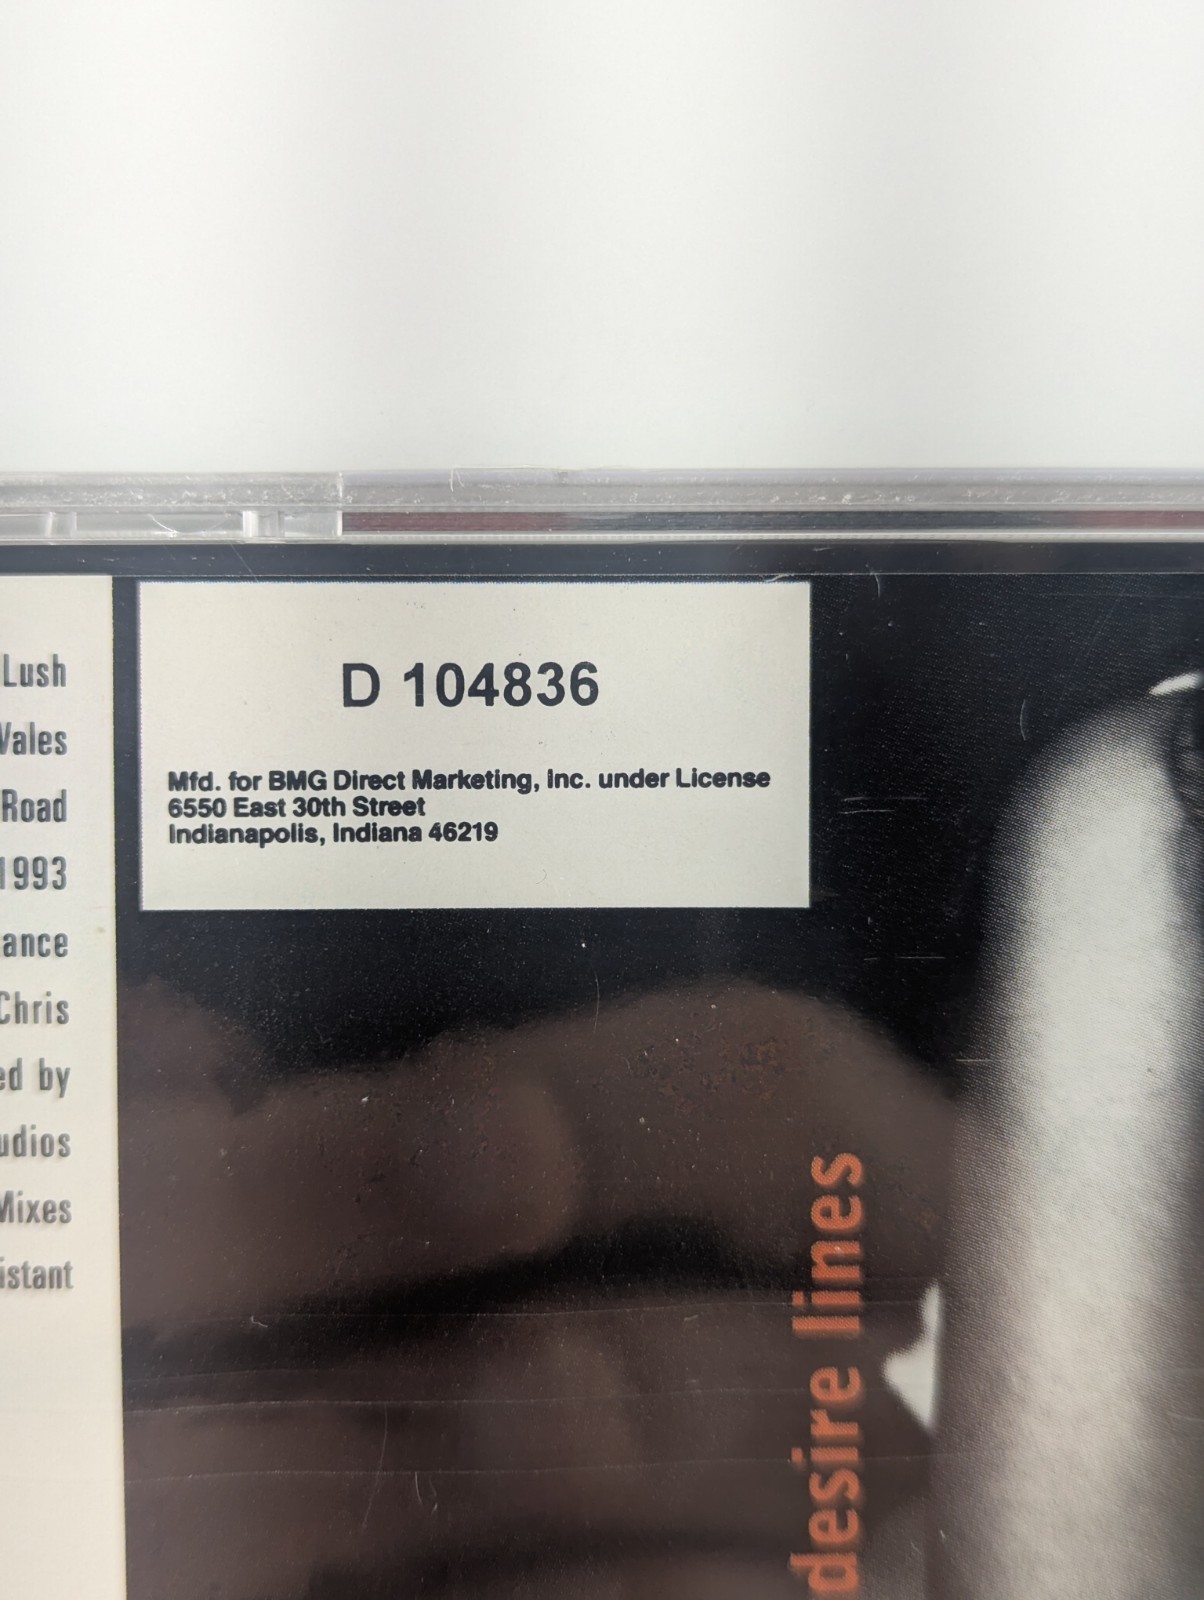 Lush
Wales
Road
1993
ance
Chris
ed by
udios
Mixes
istant
D 104836
Mfd. for BMG Direct Marketing, Inc. under License
6550 East 30th Street
Indianapolis, Indiana 46219
desire lines